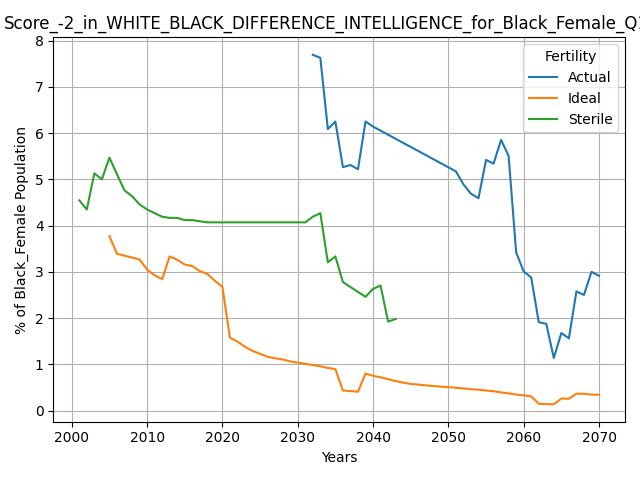 Score_-2_in_WHITE_BLACK_DIFFERENCE_INTELLIGENCE_for_Black_Female_Q
Fertility
Actual
Ideal
Sterile
8
7
6
5
4
3
2
1
0
% of Black_Female Population
2000 2010 2020 2030 2040 2050 2060 2070
Years